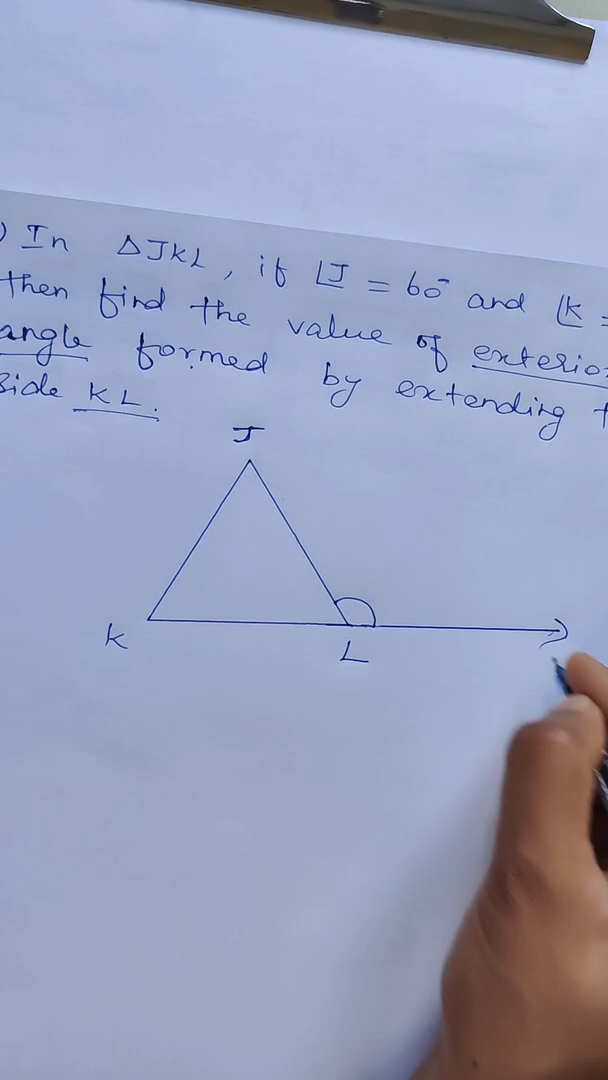 ) In ΔJKL, if ∠J = 60° and ∠K =
then find the value of exterior
angle formed by extending t
side KL.
J
K
L